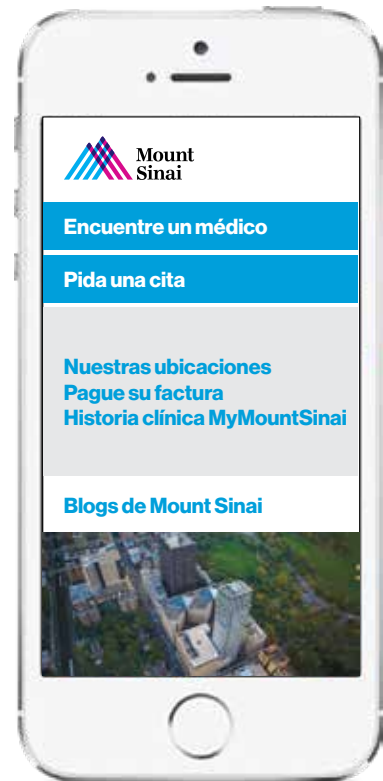 Mount
Sinai
Encuentre un médico
Pida una cita
Nuestras ubicaciones
Pague su factura
Historia clínica MyMountSinai
Blogs de Mount Sinai